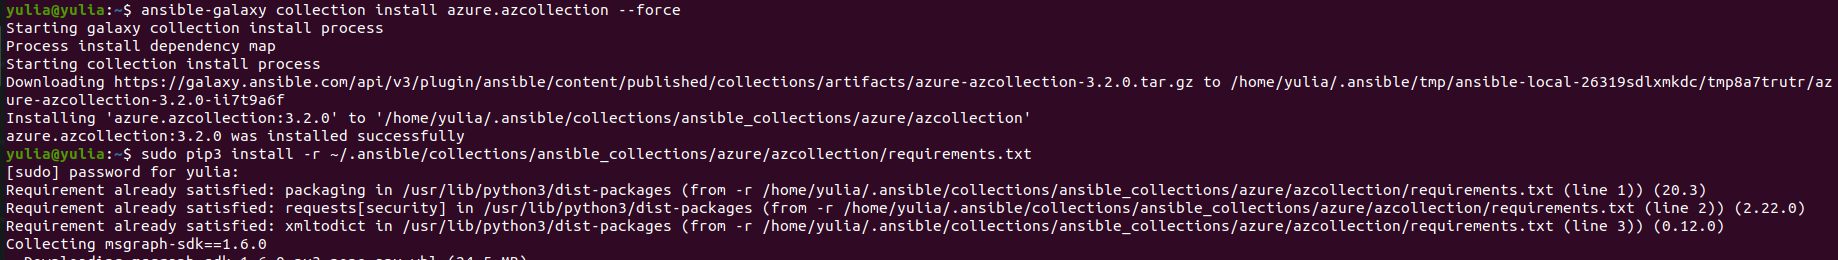 yulia@yulia:~$ ansible-galaxy collection install azure.azcollection --force
Starting galaxy collection install process
Process install dependency map
Starting collection install process
Downloading https://galaxy.ansible.com/api/v3/plugin/ansible/content/published/collections/artifacts/azure-azcollection-3.2.0.tar.gz to /home/yulia/.ansible/tmp/ansible-local-26319sdlxmkdc/tmp8a7trutr/az
ure-azcollection-3.2.0-ii7t9a6f
Installing 'azure.azcollection:3.2.0' to '/home/yulia/.ansible/collections/ansible_collections/azure/azcollection'
azure.azcollection:3.2.0 was installed successfully
yulia@yulia:~$ sudo pip3 install -r ~/.ansible/collections/ansible_collections/azure/azcollection/requirements.txt
[sudo] password for yulia:
Requirement already satisfied: packaging in /usr/lib/python3/dist-packages (from -r /home/yulia/.ansible/collections/ansible_collections/azure/azcollection/requirements.txt (line 1)) (20.3)
Requirement already satisfied: requests[security] in /usr/lib/python3/dist-packages (from -r /home/yulia/.ansible/collections/ansible_collections/azure/azcollection/requirements.txt (line 2)) (2.22.0)
Requirement already satisfied: xmltodict in /usr/lib/python3/dist-packages (from -r /home/yulia/.ansible/collections/ansible_collections/azure/azcollection/requirements.txt (line 3)) (0.12.0)
Collecting msgraph-sdk==1.6.0